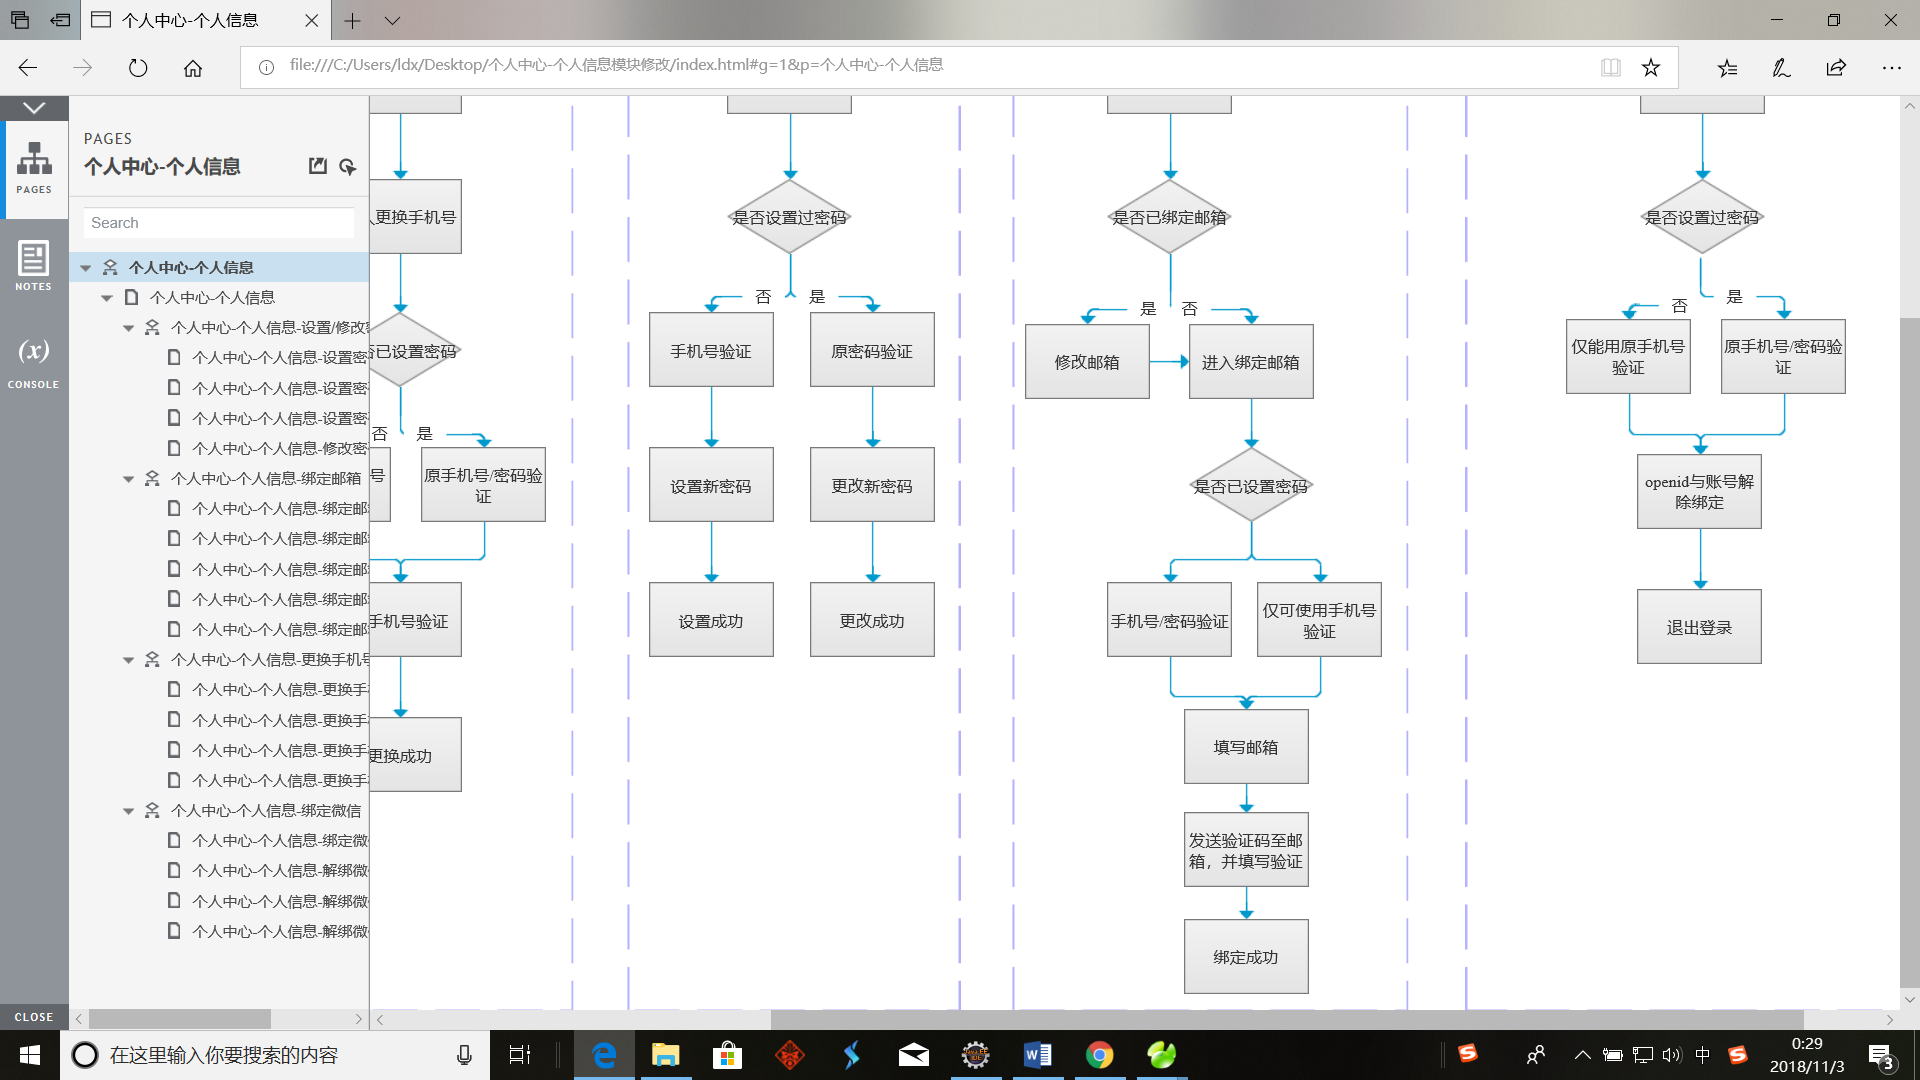 个人中心-个人信息
file:///C:/Users/ldx/Desktop/个人中心-个人信息模块修改/index.html#g=1&p=个人中心-个人信息
PAGES
NOTES
(x)
CONSOLE
CLOSE
PAGES
个人中心-个人信息
Search
个人中心-个人信息
个人中心-个人信息
个人中心-个人信息-设置/修改
个人中心-个人信息-设置密
个人中心-个人信息-设置密
个人中心-个人信息-设置密
个人中心-个人信息-修改密
个人中心-个人信息-绑定邮箱
个人中心-个人信息-绑定邮
个人中心-个人信息-绑定邮
个人中心-个人信息-绑定邮
个人中心-个人信息-绑定邮
个人中心-个人信息-绑定邮
个人中心-个人信息-更换手机号
个人中心-个人信息-更换手
个人中心-个人信息-更换手
个人中心-个人信息-更换手
个人中心-个人信息-更换手
个人中心-个人信息-绑定微信
个人中心-个人信息-绑定微
个人中心-个人信息-解绑微
个人中心-个人信息-解绑微
个人中心-个人信息-解绑微
更换手机号
否已设置密码
否 是
号
原手机号/密码验
证
手机号验证
更换成功
是否设置过密码
否 是
手机号验证
原密码验证
设置新密码
更改新密码
设置成功
更改成功
是否已绑定邮箱
是 否
修改邮箱
进入绑定邮箱
是否已设置密码
手机号/密码验证
仅可使用手机号
验证
填写邮箱
发送验证码至邮
箱，并填写验证
绑定成功
是否设置过密码
否 是
仅能用原手机号
验证
原手机号/密码验
证
openid与账号解
除绑定
退出登录
在这里输入你要搜索的内容
中
0:29
2018/11/3
3